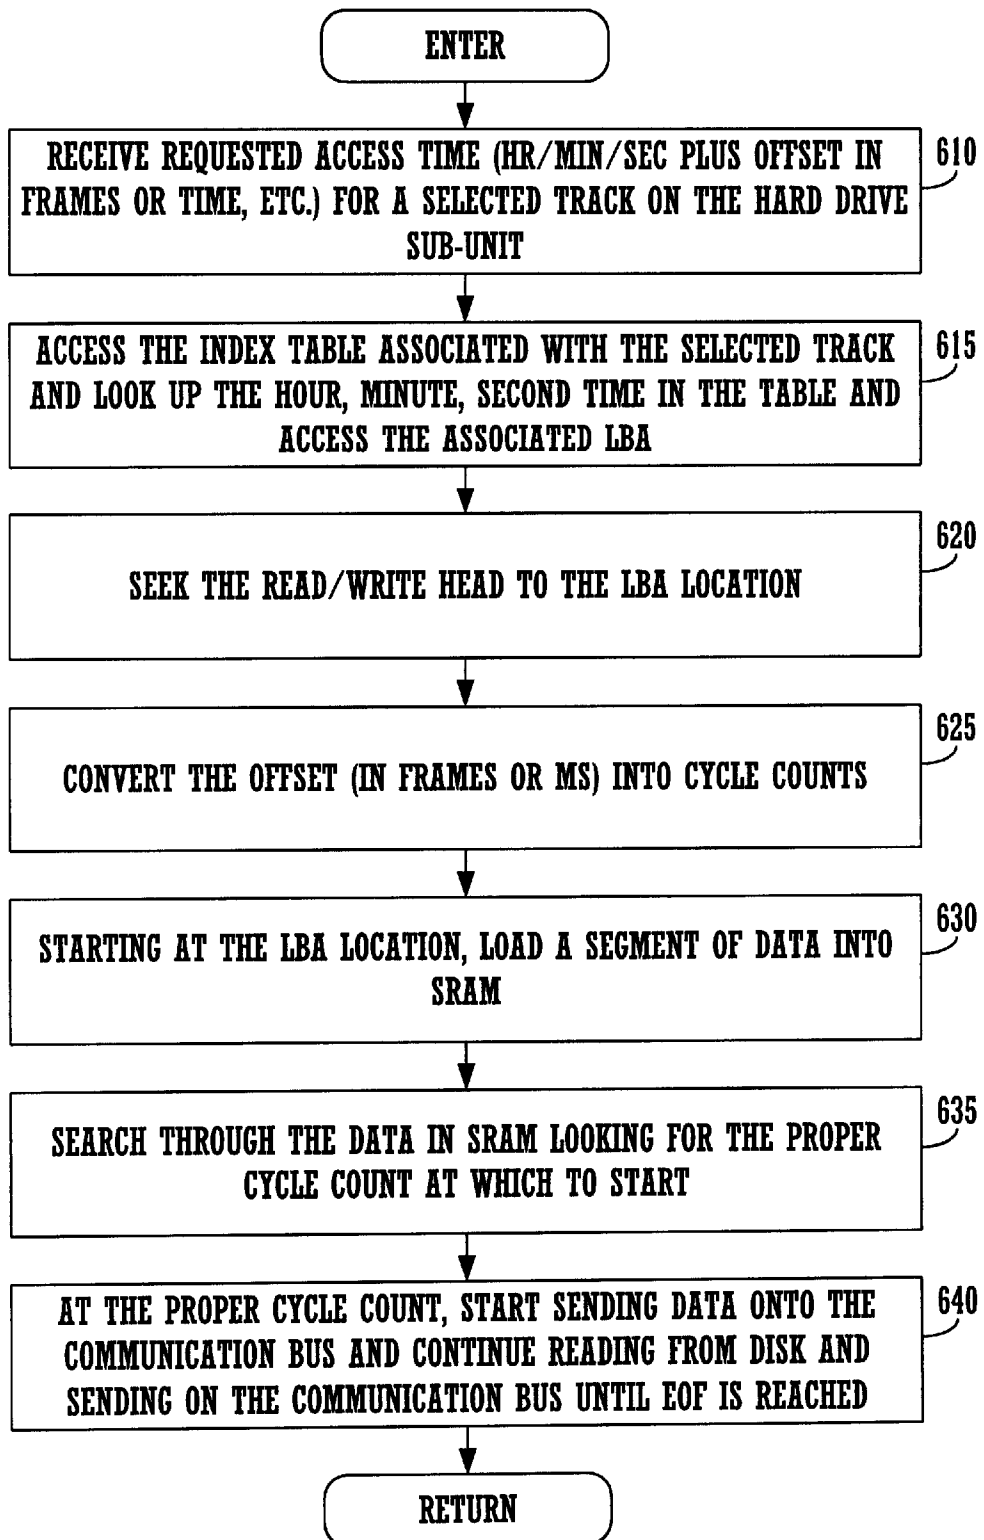 ENTER
RECEIVE REQUESTED ACCESS TIME (HR/MIN/SEC PLUS OFFSET IN
FRAMES OR TIME, ETC.) FOR A SELECTED TRACK ON THE HARD DRIVE
SUB-UNIT
610
ACCESS THE INDEX TABLE ASSOCIATED WITH THE SELECTED TRACK
AND LOOK UP THE HOUR, MINUTE, SECOND TIME IN THE TABLE AND
ACCESS THE ASSOCIATED LBA
615
SEEK THE READ/WRITE HEAD TO THE LBA LOCATION
620
CONVERT THE OFFSET (IN FRAMES OR MS) INTO CYCLE COUNTS
625
STARTING AT THE LBA LOCATION, LOAD A SEGMENT OF DATA INTO
SRAM
630
SEARCH THROUGH THE DATA IN SRAM LOOKING FOR THE PROPER
CYCLE COUNT AT WHICH TO START
635
AT THE PROPER CYCLE COUNT, START SENDING DATA ONTO THE
COMMUNICATION BUS AND CONTINUE READING FROM DISK AND
SENDING ON THE COMMUNICATION BUS UNTIL EOF IS REACHED
640
RETURN